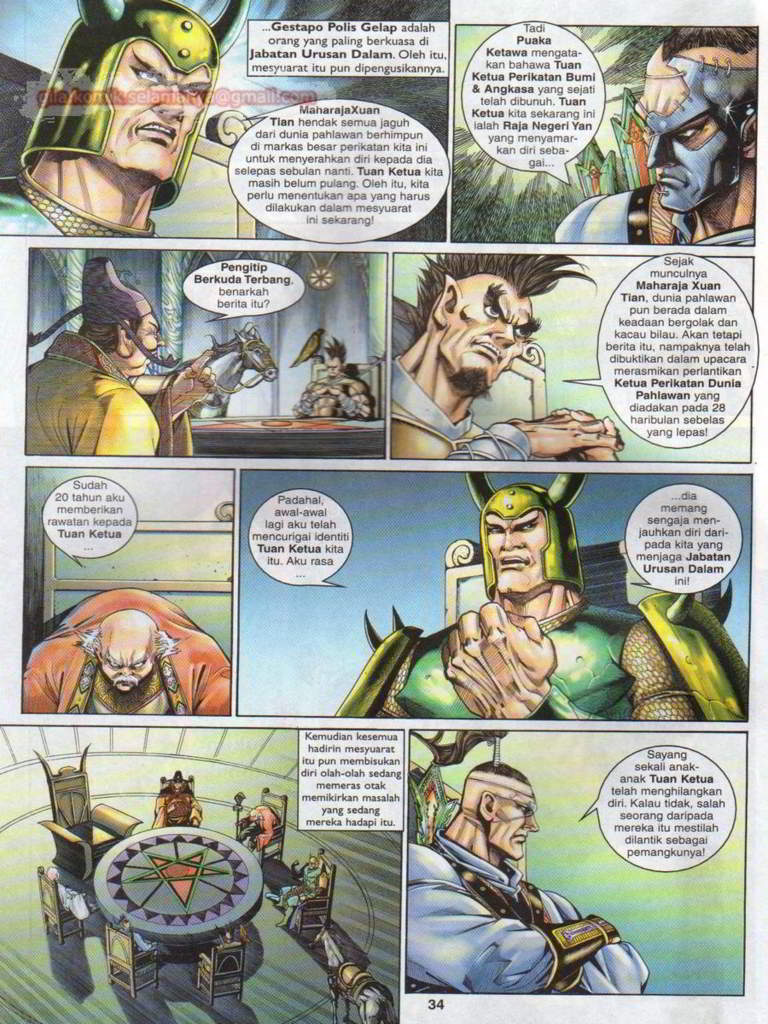 ...Gestapo Polis Gelap adalah
orang yang paling berkuasa di
Jabatan Urusan Dalam. Oleh itu,
mesyuarat itu pun dipengusikannya.
gilakomik.selamanya@gmail.com
MaharajaXuan
Tian hendak semua jaguh
dari dunia pahlawan berhimpun
di markas besar perikatan kita ini
untuk menyerahkan diri kepada dia
selepas sebulan nanti. Tuan Ketua kita
masih belum pulang. Oleh itu, kita
perlu menentukan apa yang harus
dilakukan dalam mesyuarat
ini sekarang!
Tadi
Puaka
Ketawa mengata-
kan bahawa Tuan
Ketua Perikatan Bumi
& Angkasa yang sejati
telah dibunuh. Tuan
Ketua kita sekarang ini
ialah Raja Negeri Yan
yang menyamar-
kan diri seba-
gai...
Pengitip
Berkuda Terbang,
benarkah
berita itu?
Sejak
munculnya
Maharaja Xuan
Tian, dunia pahlawan
pun berada dalam
keadaan bergolak dan
kacau bilau. Akan tetapi
berita itu, nampaknya telah
dibuktikan dalam upacara
merasmikan perlantikan
Ketua Perikatan Dunia
Pahlawan yang
diadakan pada 28
haribulan sebelas
yang lepas!
Sudah
20 tahun aku
memberikan
rawatan kepada
Tuan Ketua
...
Padahal,
awal-awal
lagi aku telah
mencurigai identiti
Tuan Ketua kita
itu. Aku rasa
...
...dia
memang
sengaja men-
jauhkan diri dari-
pada kita yang
menjaga Jabatan
Urusan Dalam
ini!
Kemudian kesemua
hadirin mesyuarat
itu pun membisukan
diri olah-olah sedang
memeras otak
memikirkan masalah
yang sedang
mereka hadapi itu.
Sayang
sekali anak-
anak Tuan Ketua
telah menghilangkan
diri. Kalau tidak, salah
seorang daripada
mereka itu mestilah
dilantik sebagai
pemangkunya!
34